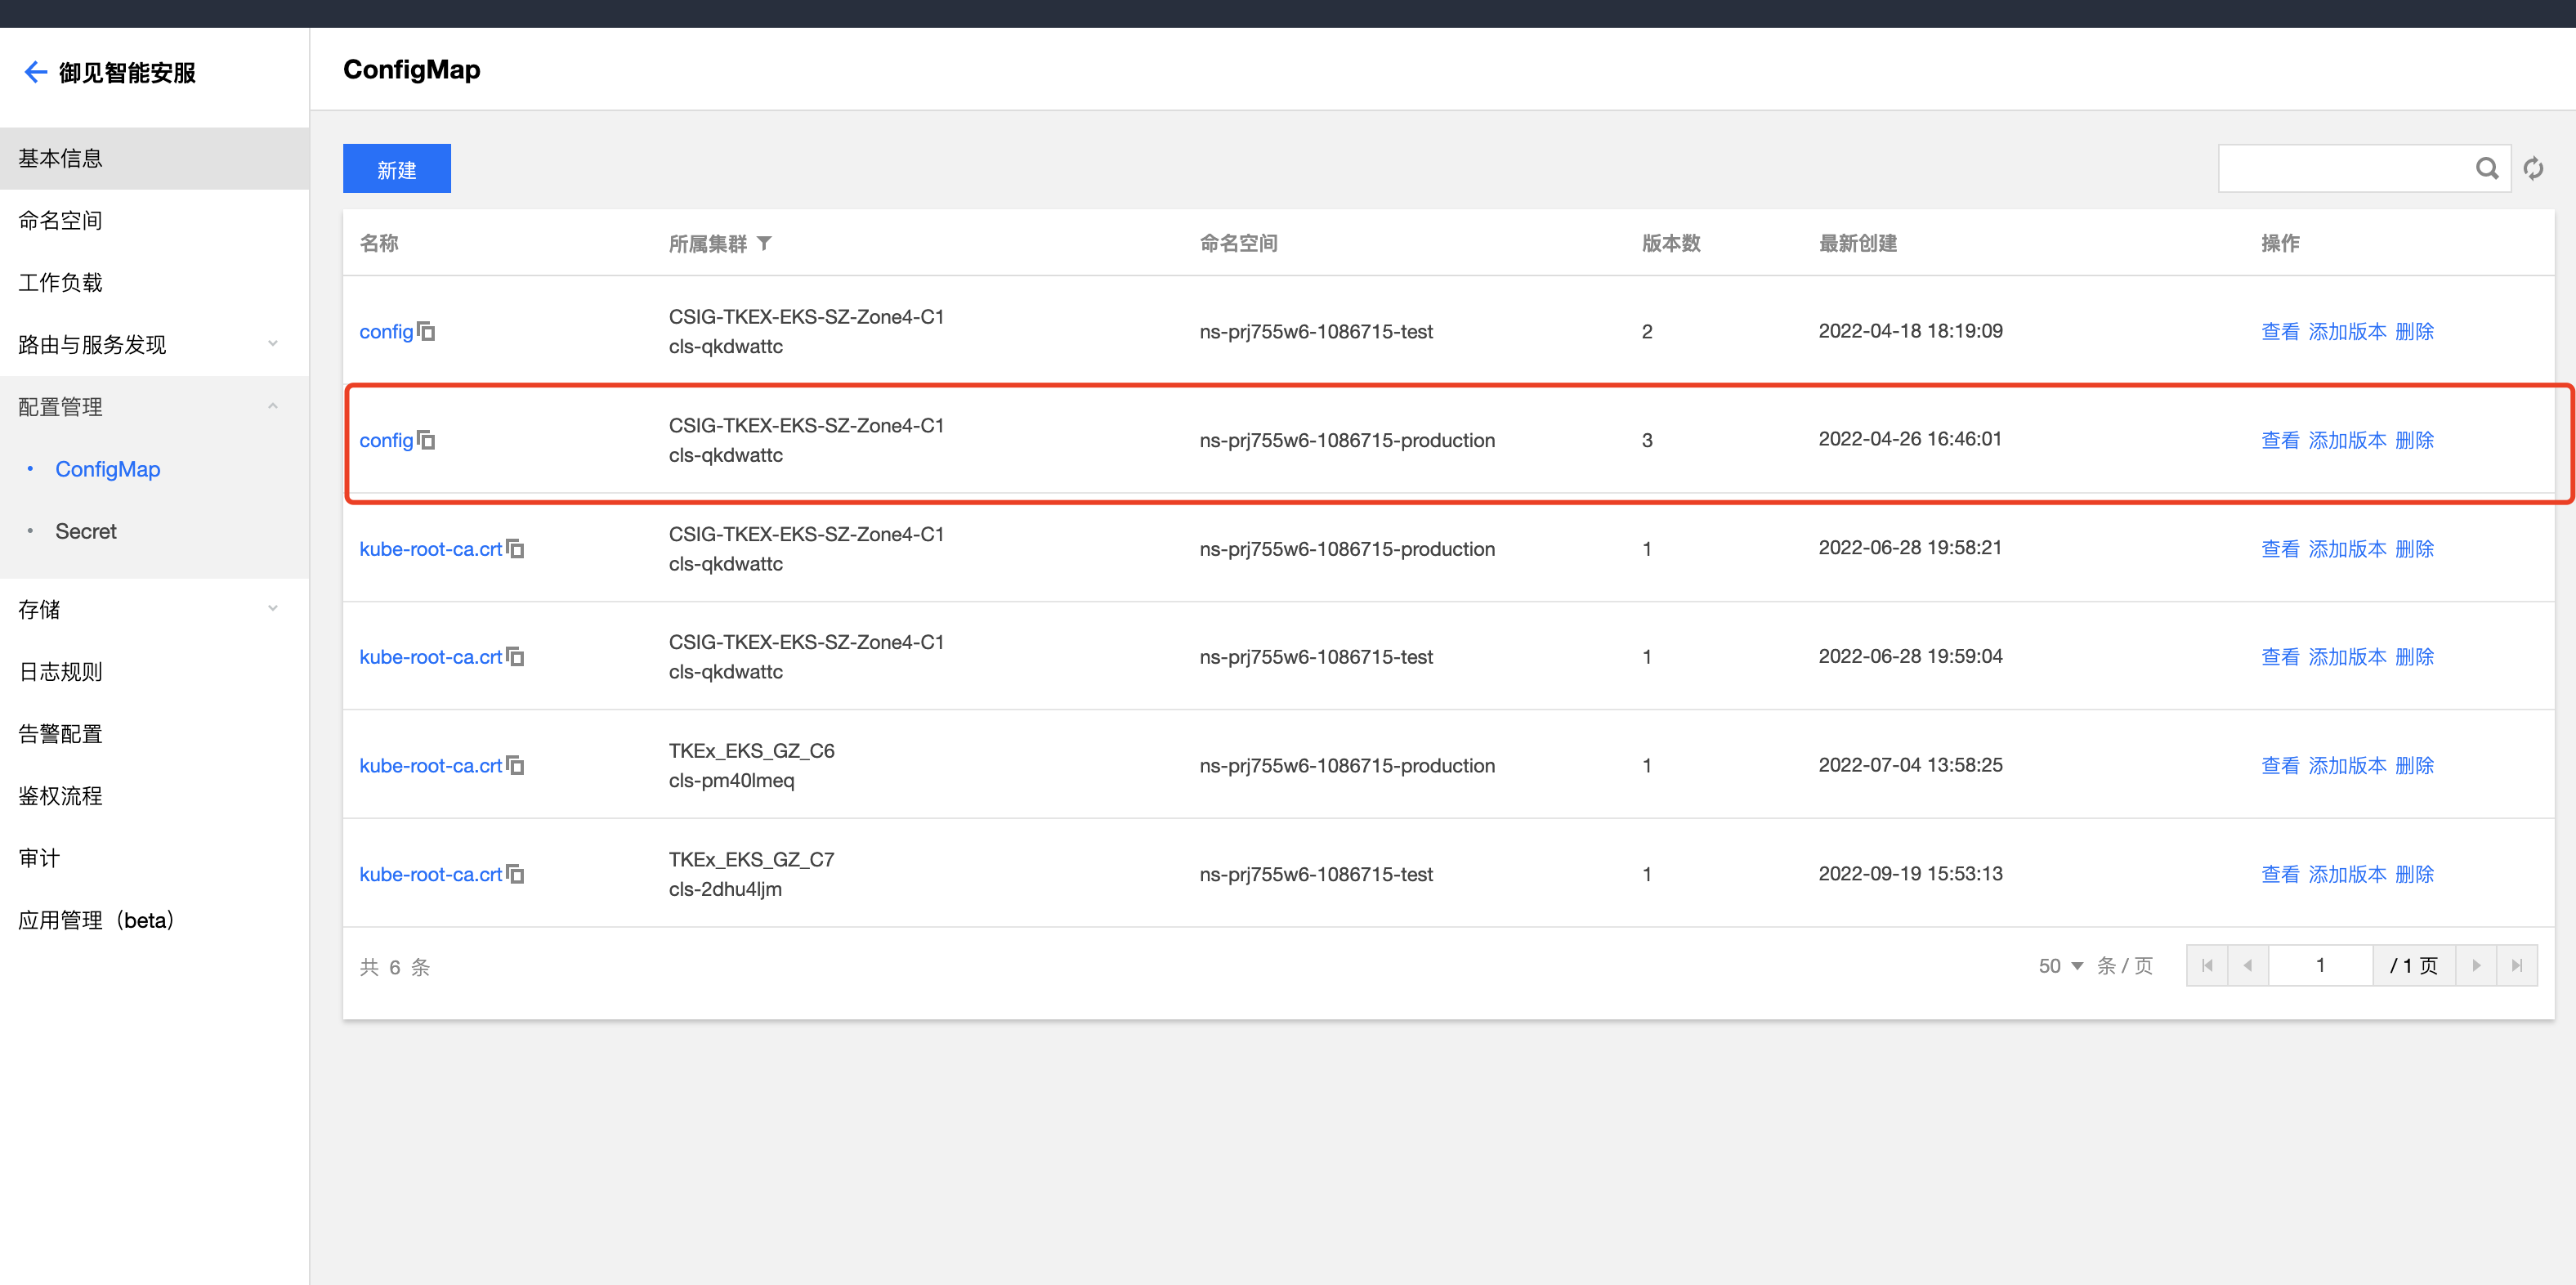 御见智能安服
ConfigMap
基本信息
命名空间
工作负载
路由与服务发现
配置管理
ConfigMap
Secret
存储
日志规则
告警配置
鉴权流程
审计
应用管理（beta）
新建
名称 所属集群 命名空间 版本数 最新创建 操作
config CSIG-TKEX-EKS-SZ-Zone4-C1 cls-qkdwattc ns-prj755w6-1086715-test 2 2022-04-18 18:19:09 查看 添加版本 删除
config CSIG-TKEX-EKS-SZ-Zone4-C1 cls-qkdwattc ns-prj755w6-1086715-production 3 2022-04-26 16:46:01 查看 添加版本 删除
kube-root-ca.crt CSIG-TKEX-EKS-SZ-Zone4-C1 cls-qkdwattc ns-prj755w6-1086715-production 1 2022-06-28 19:58:21 查看 添加版本 删除
kube-root-ca.crt CSIG-TKEX-EKS-SZ-Zone4-C1 cls-qkdwattc ns-prj755w6-1086715-test 1 2022-06-28 19:59:04 查看 添加版本 删除
kube-root-ca.crt TKEx_EKS_GZ_C6 cls-pm40lmeq ns-prj755w6-1086715-production 1 2022-07-04 13:58:25 查看 添加版本 删除
kube-root-ca.crt TKEx_EKS_GZ_C7 cls-2dhu4ljm ns-prj755w6-1086715-test 1 2022-09-19 15:53:13 查看 添加版本 删除
共 6 条
50 条 / 页 1 / 1 页